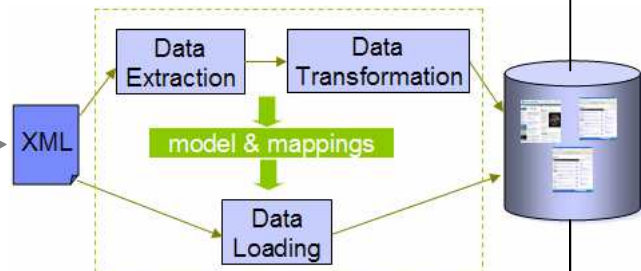 XML
Data
Extraction
Data
Transformation
model & mappings
Data
Loading